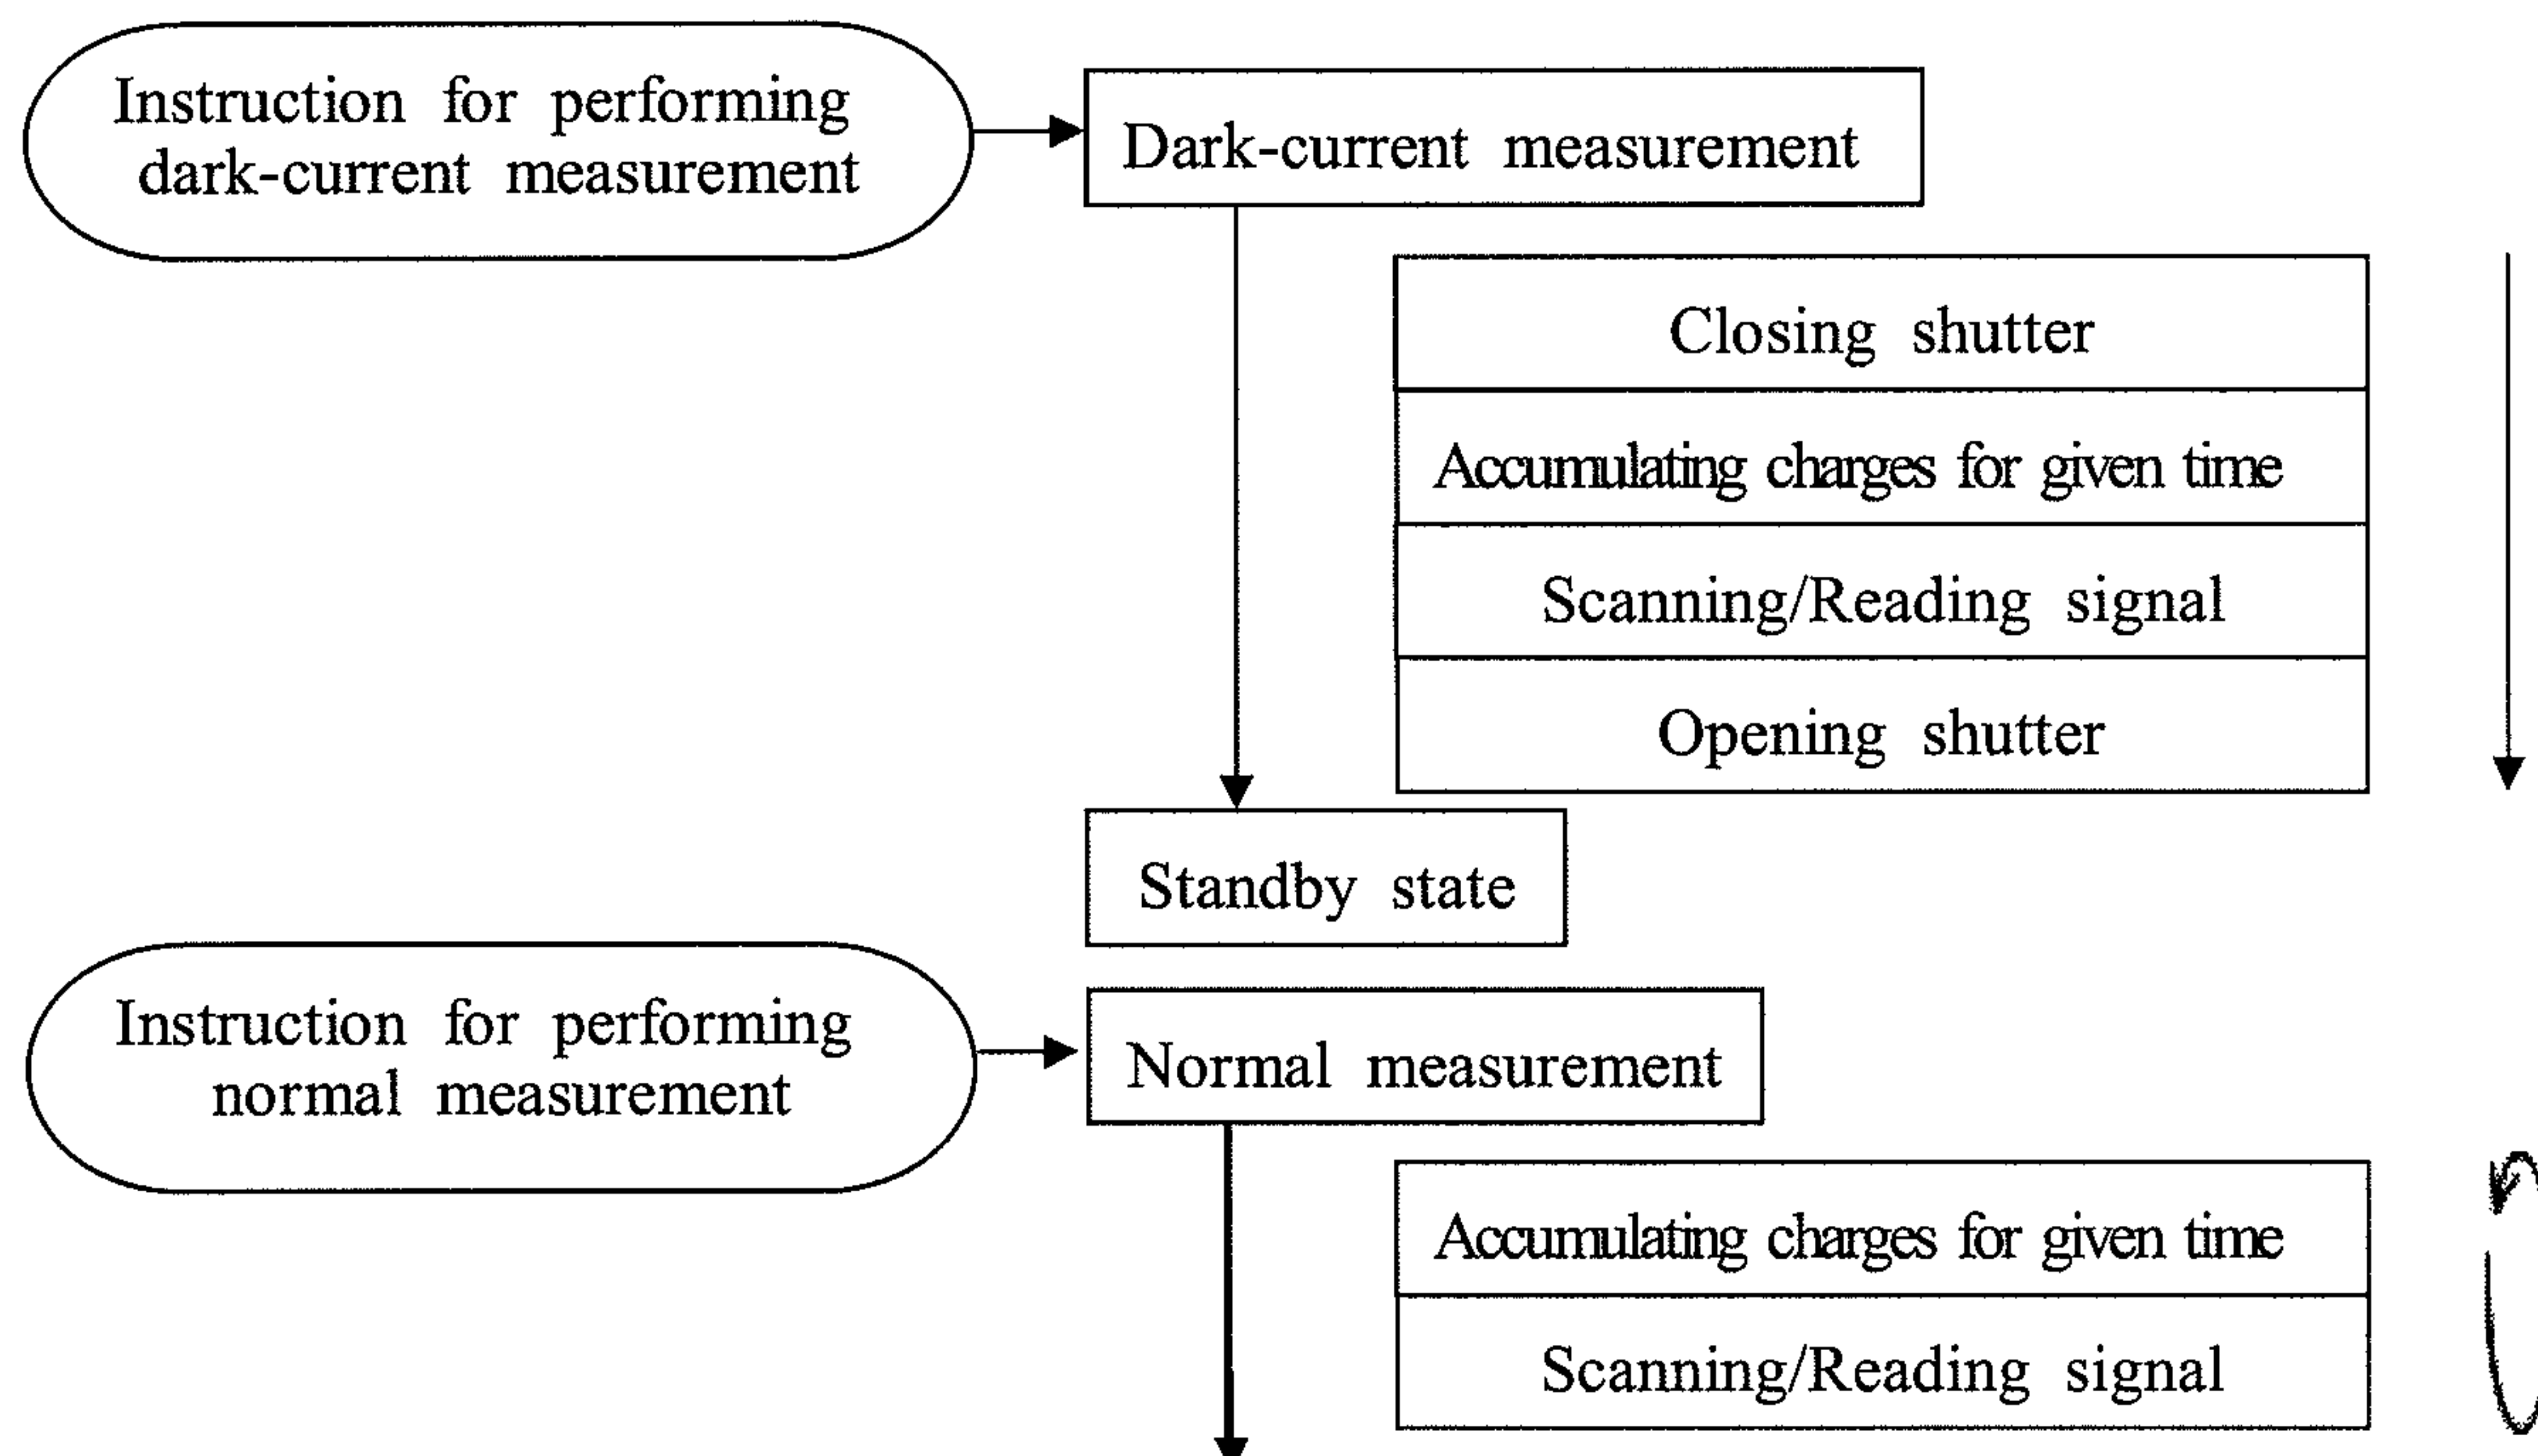 Instruction for performing
dark-current measurement
Dark-current measurement
Closing shutter
Accumulating charges for given time
Scanning/Reading signal
Opening shutter
Standby state
Instruction for performing
normal measurement
Normal measurement
Accumulating charges for given time
Scanning/Reading signal